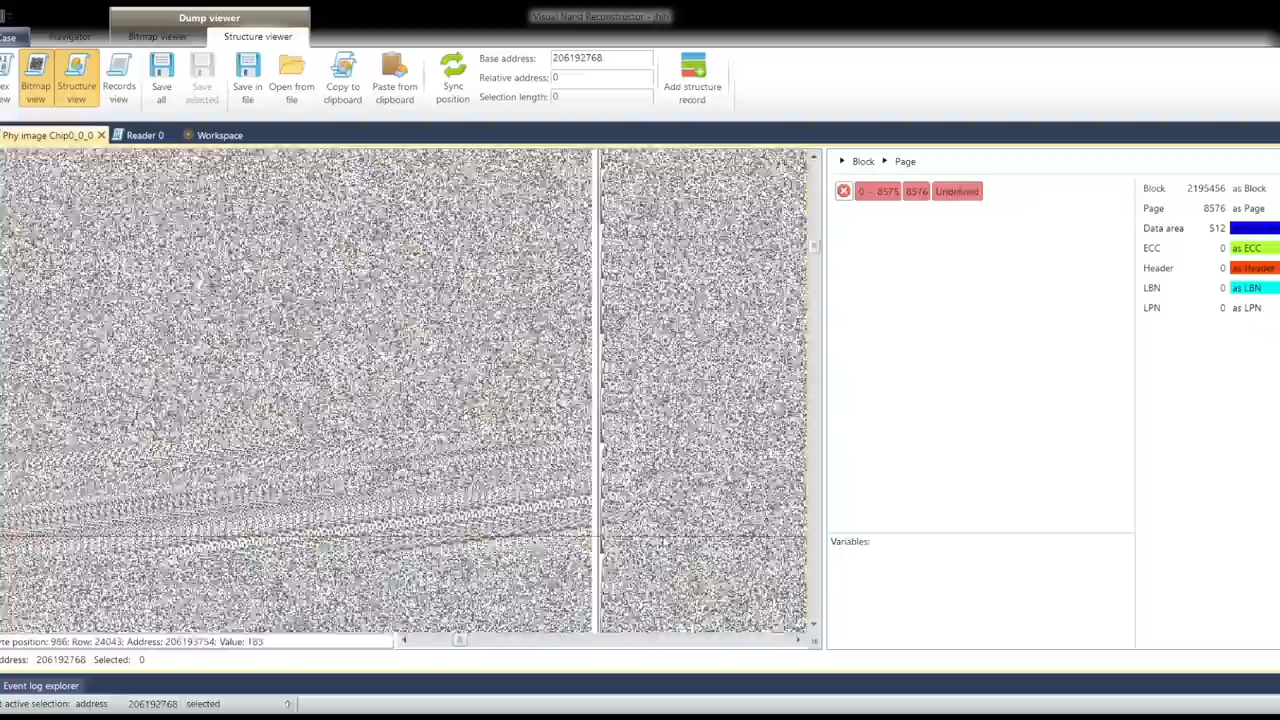 Dump viewer
Visual Nand Reconstructor - ihih
Case Navigator Bitmap viewer Structure viewer
Bitmap view
Structure view
Records view
Save all
Save selected
Save in file
Open from file
Copy to clipboard
Paste from clipboard
Sync position
Base address: 206192768
Relative address: 0
Selection length: 0
Add structure record
Phy image Chip0_0_0 Reader 0 Workspace
Block Page
0 - 8575 8576 Undefined
Block 2195456 as Block
Page 8576 as Page
Data area 512
ECC 0 as ECC
Header 0 as Header
LBN 0 as LBN
LPN 0 as LPN
Variables:
position: 986; Row: 24043; Address: 206193754; Value: 183
ddress: 206192768 Selected: 0
Event log explorer
active selection: address 206192768 selected 0